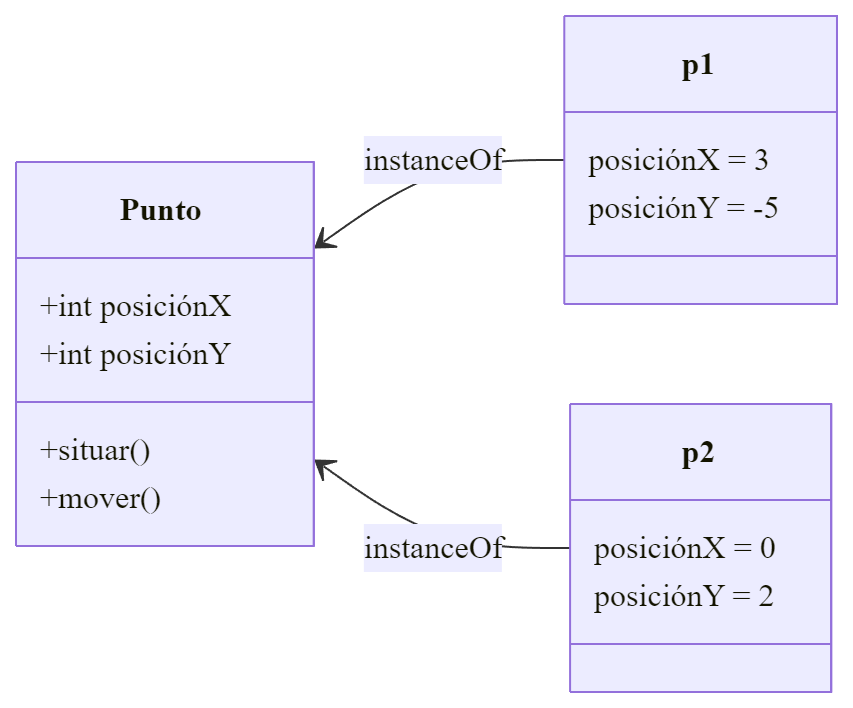 Punto
+int posiciónX
+int posiciónY
+situar()
+mover()
instanceOf
instanceOf
p1
posiciónX = 3
posiciónY = -5
p2
posiciónX = 0
posiciónY = 2